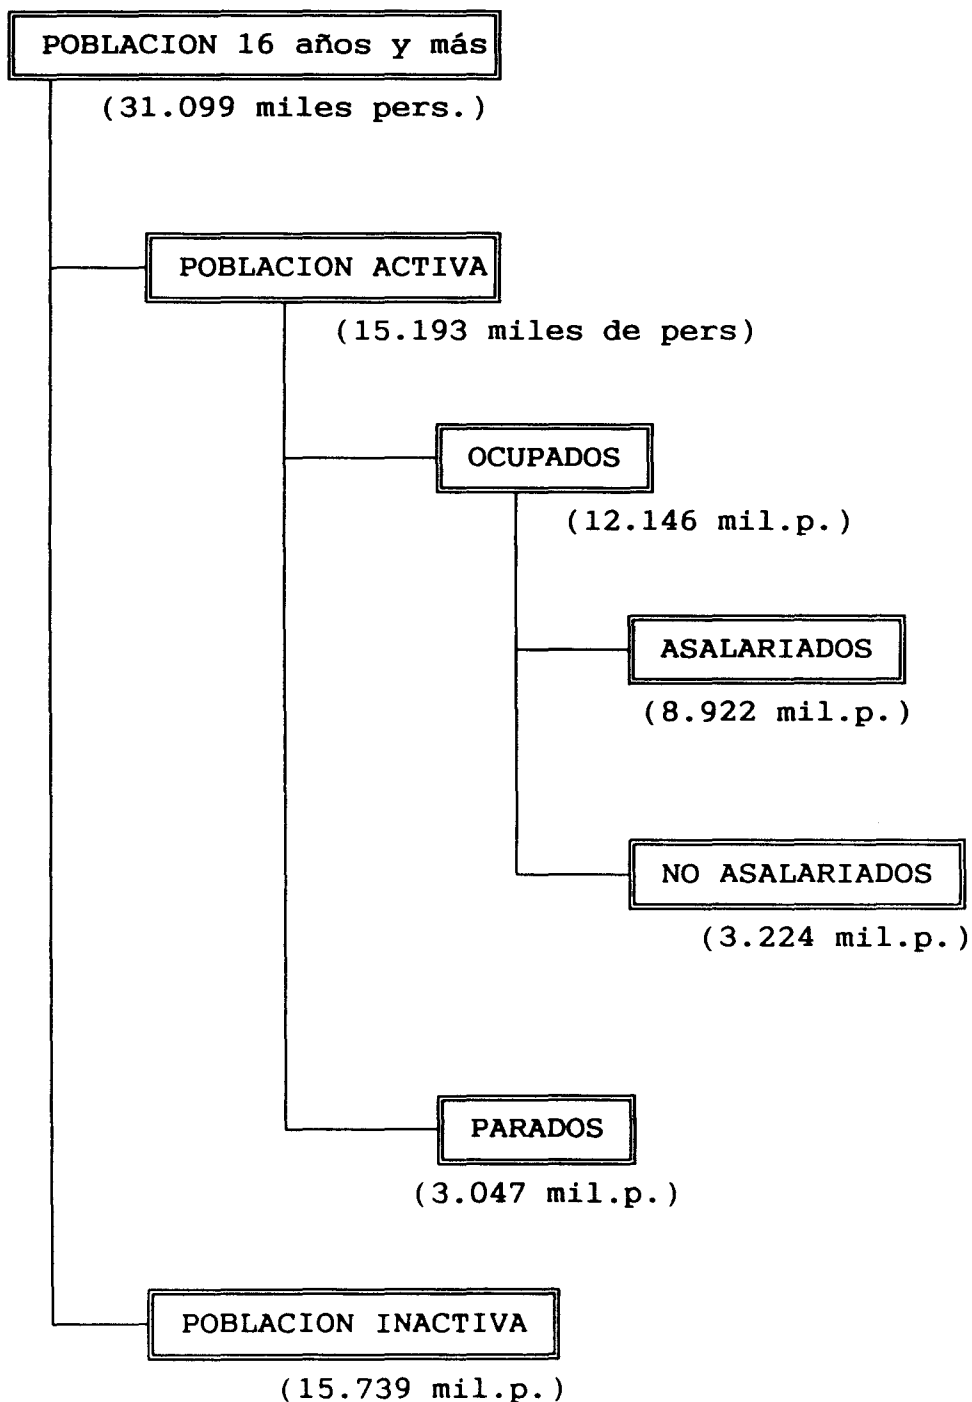 POBLACION 16 años y más
(31.099 miles pers.)
POBLACION ACTIVA
(15.193 miles de pers)
OCUPADOS
(12.146 mil.p.)
ASALARIADOS
(8.922 mil.p.)
NO ASALARIADOS
(3.224 mil.p.)
PARADOS
(3.047 mil.p.)
POBLACION INACTIVA
(15.739 mil.p.)